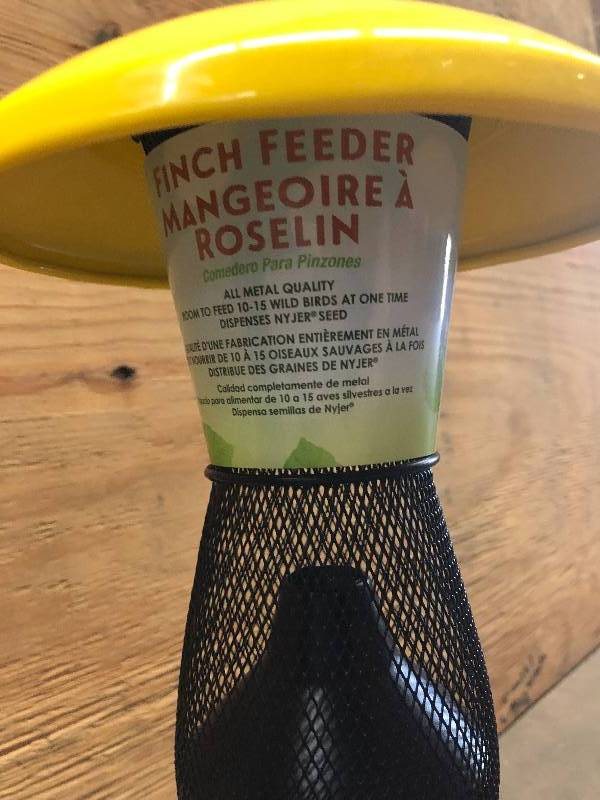 FINCH FEEDER
MANGEOIRE À
ROSELIN
Comedero Para Pinzones
ALL METAL QUALITY
ROOM TO FEED 10-15 WILD BIRDS AT ONE TIME
DISPENSES NYJER® SEED
D'UNE FABRICATION ENTIÈREMENT EN MÉTAL
NOURRIR DE 10 À 15 OISEAUX SAUVAGES À LA FOIS
DISTRIBUE DES GRAINES DE NYJER®
Calidad completamente de metal
para alimentar de 10 a 15 aves silvestres a la vez
Dispensa semillas de Nyjer®